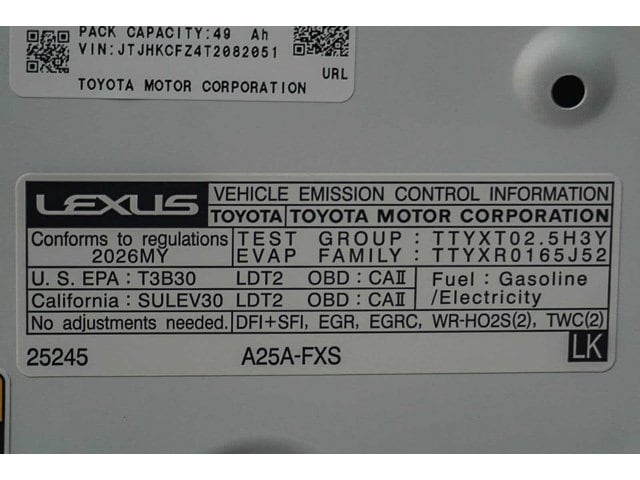 PACK CAPACITY:49 Ah
VIN:JTJHKCFZ4T2082051
URL
TOYOTA MOTOR CORPORATION
LEXUS VEHICLE EMISSION CONTROL INFORMATION
TOYOTA TOYOTA MOTOR CORPORATION
Conforms to regulations TEST GROUP : TTYXT02.5H3Y
2026MY EVAP FAMILY : TTYXR0165J52
U. S. EPA : T3B30 LDT2 OBD : CAII Fuel : Gasoline
California : SULEV30 LDT2 OBD : CAII /Electricity
No adjustments needed. DFI+SFI, EGR, EGRC, WR-HO2S(2), TWC(2)
25245 A25A-FXS LK